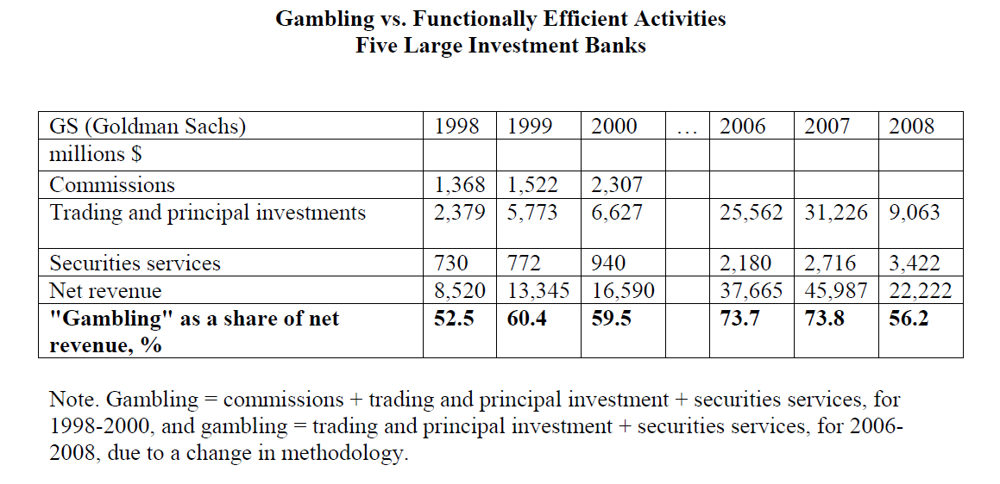 Gambling vs. Functionally Efficient Activities
Five Large Investment Banks
GS (Goldman Sachs) 1998 1999 2000 … 2006 2007 2008
millions $
Commissions 1,368 1,522 2,307
Trading and principal investments 2,379 5,773 6,627 25,562 31,226 9,063
Securities services 730 772 940 2,180 2,716 3,422
Net revenue 8,520 13,345 16,590 37,665 45,987 22,222
"Gambling" as a share of net 52.5 60.4 59.5 73.7 73.8 56.2
revenue, %
Note. Gambling = commissions + trading and principal investment + securities services, for
1998-2000, and gambling = trading and principal investment + securities services, for 2006-
2008, due to a change in methodology.